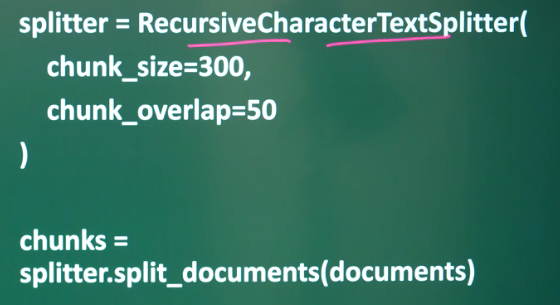 splitter = RecursiveCharacterTextSplitter(
    chunk_size=300,
    chunk_overlap=50
)
chunks =
splitter.split_documents(documents)